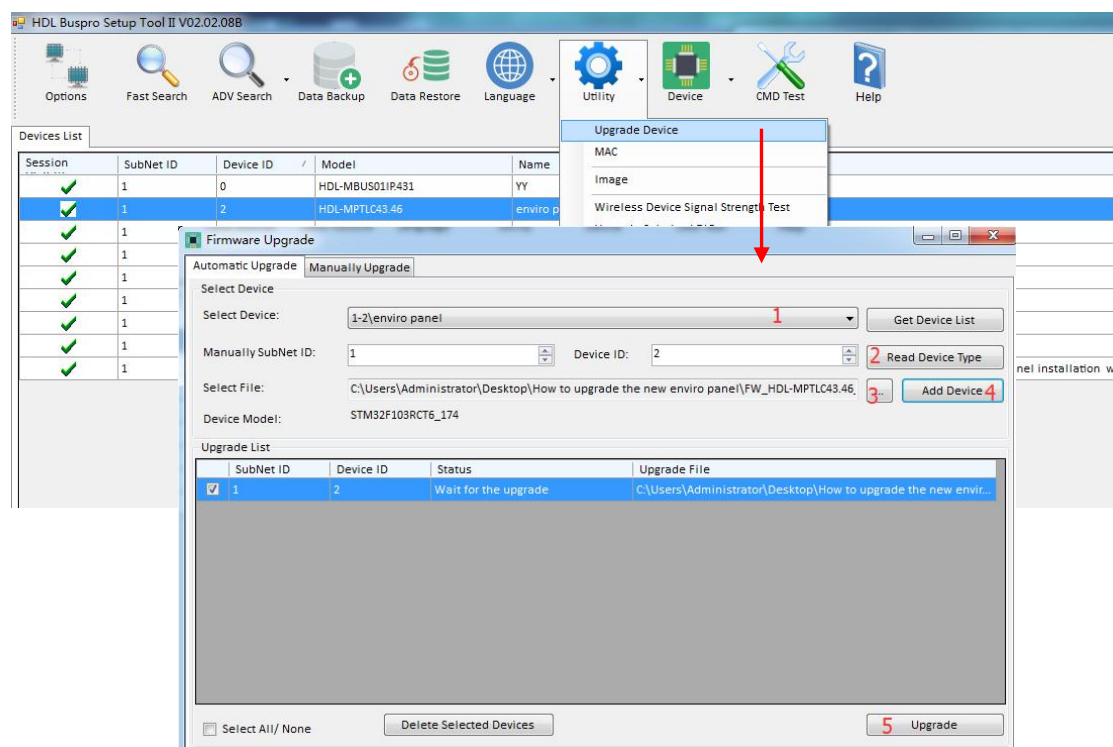 HDL Buspro Setup Tool II V02.02.08B
Options Fast Search ADV Search Data Backup Data Restore Language Utility Device CMD Test Help
Upgrade Device
MAC
Image
Wireless Device Signal Strength Test
Devices List
Session SubNet ID Device ID / Model Name
1 0 HDL-MBUS01IP.431 YY
1 2 HDL-MPTLC43.46 enviro p
1
1
1
1
1
1
1 nel installation w
Firmware Upgrade
Automatic Upgrade Manually Upgrade
Select Device
Select Device: 1-2\enviro panel 1 Get Device List
Manually SubNet ID: 1 Device ID: 2 2 Read Device Type
Select File: C:\Users\Administrator\Desktop\How to upgrade the new enviro panel\FW_HDL-MPTLC43.46_ 3 .. Add Device 4
Device Model: STM32F103RCT6_174
Upgrade List
SubNet ID Device ID Status Upgrade File
1 2 Wait for the upgrade C:\Users\Administrator\Desktop\How to upgrade the new envir...
Select All/ None Delete Selected Devices 5 Upgrade